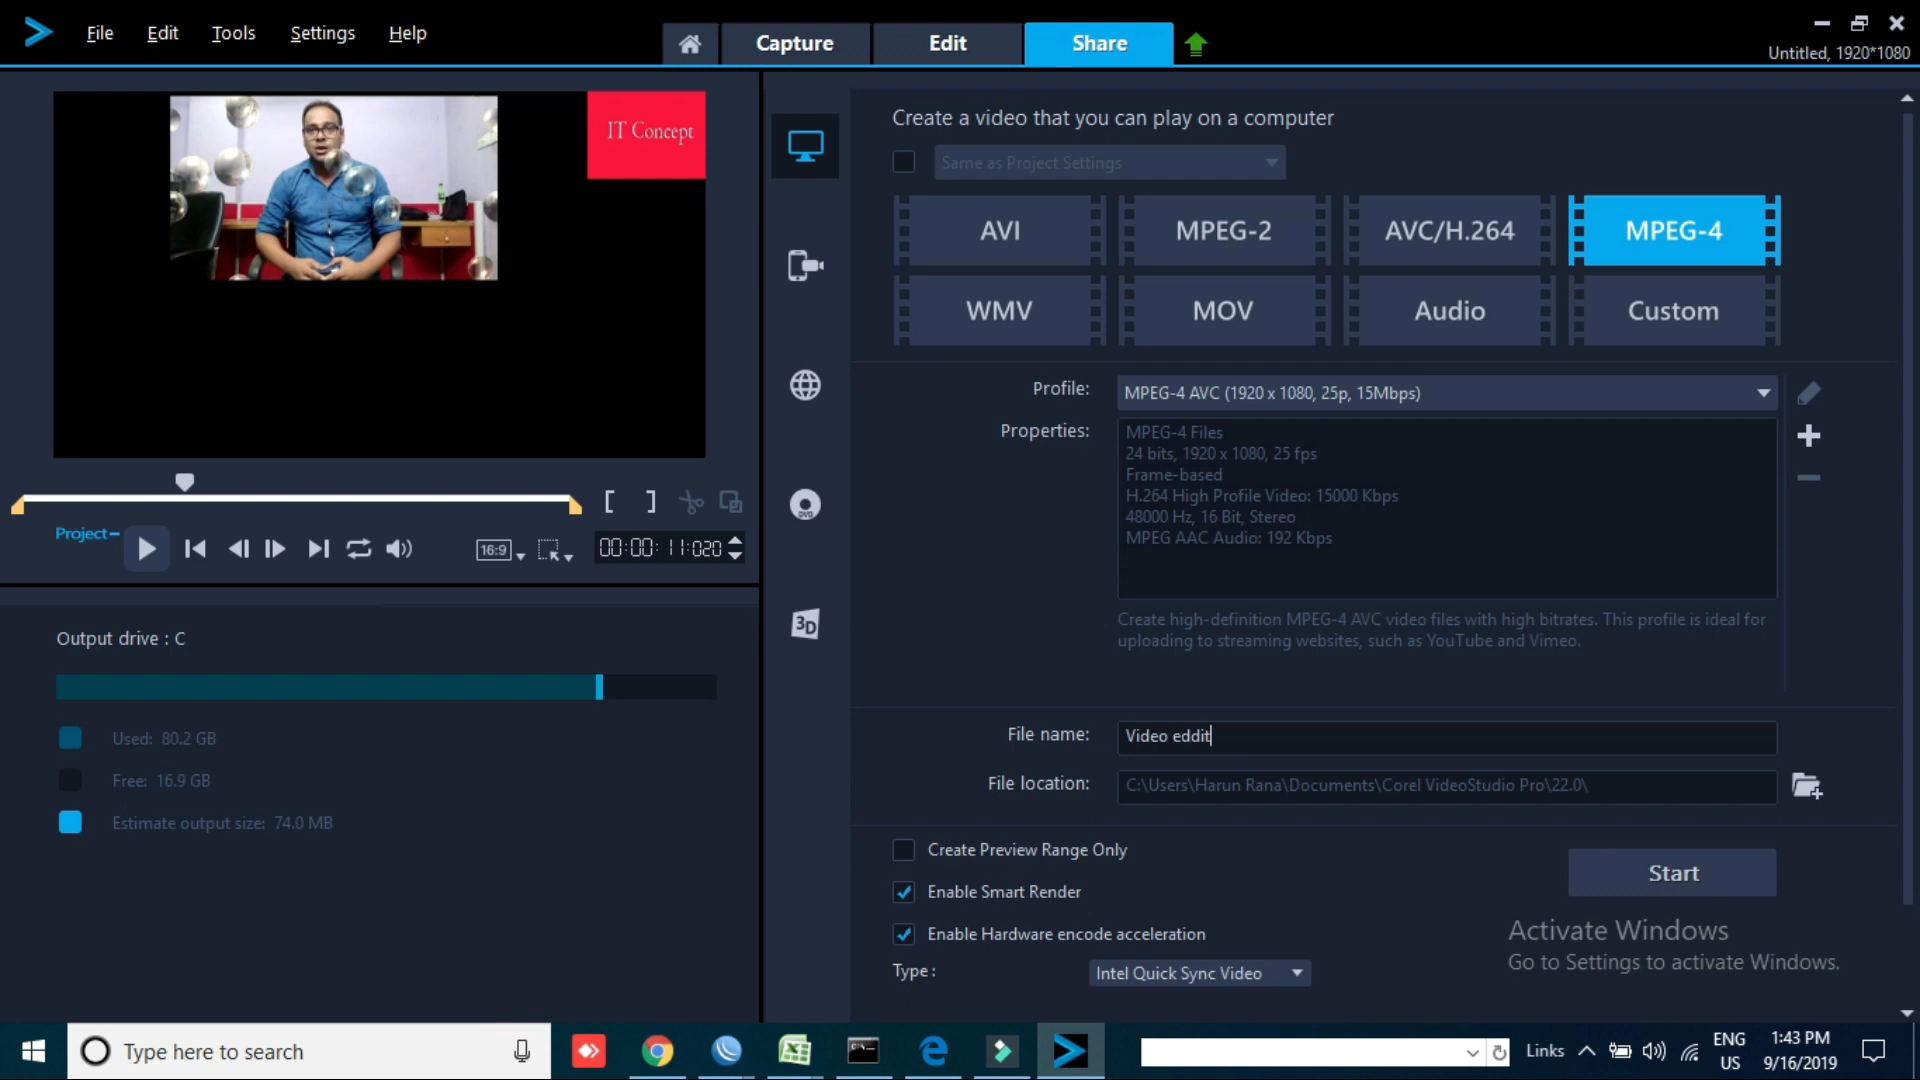 File Edit Tools Settings Help
Capture Edit Share
Untitled, 1920*1080
IT Concept
Create a video that you can play on a computer
Same as Project Settings
AVI MPEG-2 AVC/H.264 MPEG-4
WMV MOV Audio Custom
Profile: MPEG-4 AVC (1920 x 1080, 25p, 15Mbps)
Properties:
MPEG-4 Files
24 bits, 1920 x 1080, 25 fps
Frame-based
H.264 High Profile Video: 15000 Kbps
48000 Hz, 16 Bit, Stereo
MPEG AAC Audio: 192 Kbps
Create high-definition MPEG-4 AVC video files with high bitrates. This profile is ideal for
uploading to streaming websites, such as YouTube and Vimeo.
DVD
3D
Project
16:9
00:00:11:020
Output drive : C
Used: 80.2 GB
Free: 16.9 GB
Estimate output size: 74.0 MB
File name: Video eddit
File location: C:\Users\Harun Rana\Documents\Corel VideoStudio Pro\22.0\
Create Preview Range Only
Enable Smart Render
Enable Hardware encode acceleration
Type: Intel Quick Sync Video
Start
Activate Windows
Go to Settings to activate Windows.
Type here to search
Links
ENG
US
1:43 PM
9/16/2019